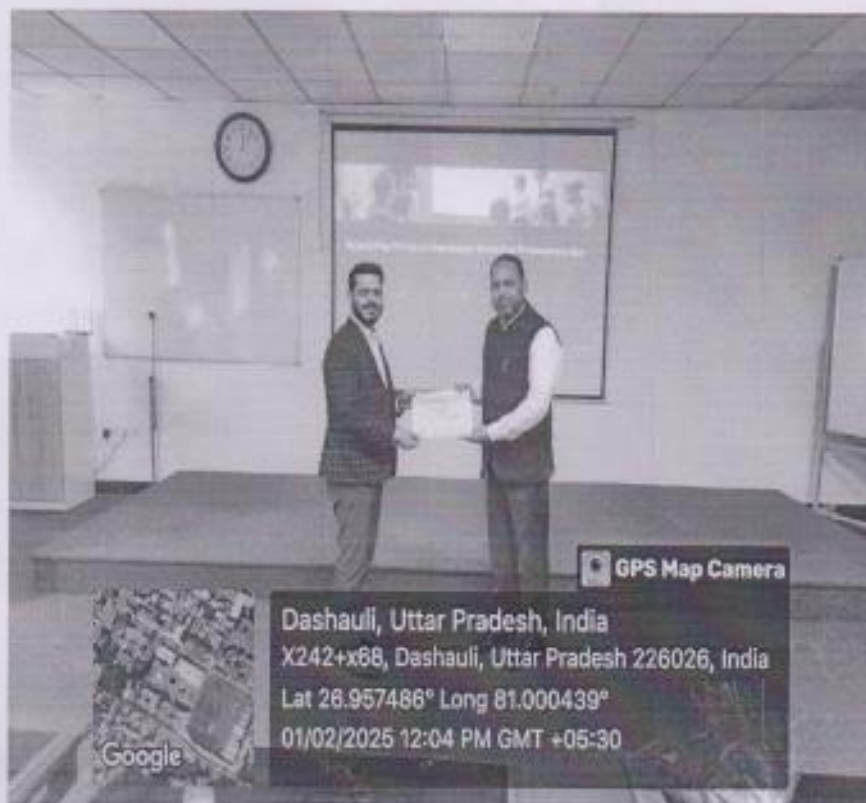 GPS Map Camera
Dashauli, Uttar Pradesh, India
X242+x68, Dashauli, Uttar Pradesh 226026, India
Lat 26.957486° Long 81.000439°
01/02/2025 12:04 PM GMT +05:30
Google